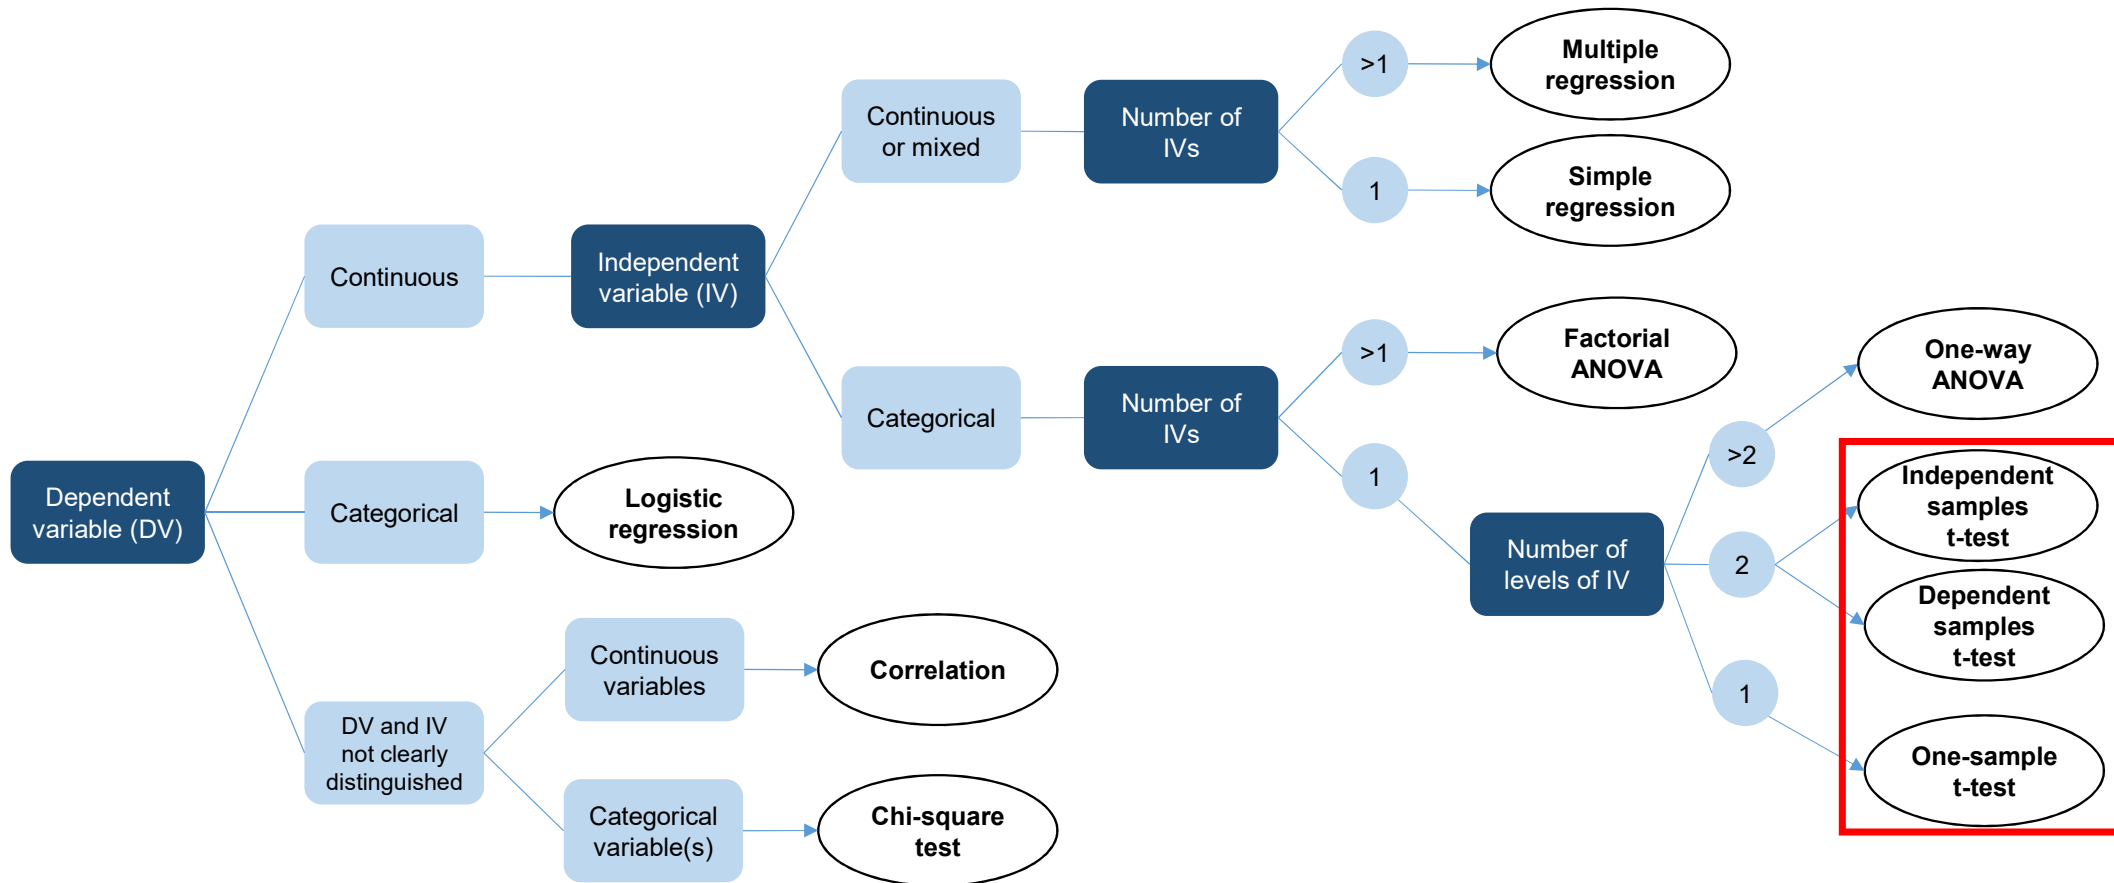 Dependent
variable (DV)
Continuous
Independent
variable (IV)
Continuous
or mixed
Number of
IVs
>1
Multiple
regression
1
Simple
regression
Categorical
Number of
IVs
>1
Factorial
ANOVA
1
Number of
levels of IV
>2
One-way
ANOVA
2
Independent
samples
t-test
Dependent
samples
t-test
1
One-sample
t-test
Categorical
Logistic
regression
DV and IV
not clearly
distinguished
Continuous
variables
Correlation
Categorical
variable(s)
Chi-square
test